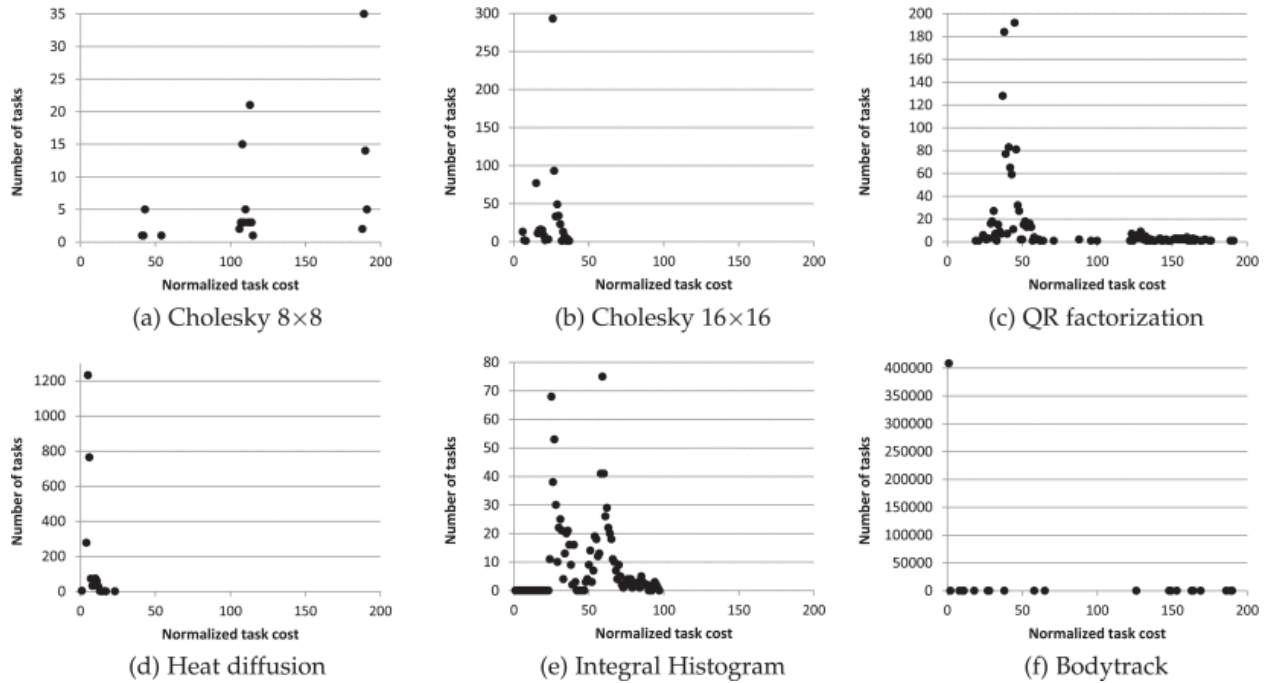 35
30
25
20
15
10
5
0
Number of tasks
0 50 100 150 200
Normalized task cost
(a) Cholesky 8×8
300
250
200
150
100
50
0
Number of tasks
0 50 100 150 200
Normalized task cost
(b) Cholesky 16×16
200
180
160
140
120
100
80
60
40
20
0
Number of tasks
0 50 100 150 200
Normalized task cost
(c) QR factorization
1200
1000
800
600
400
200
0
Number of tasks
0 50 100 150 200
Normalized task cost
(d) Heat diffusion
80
70
60
50
40
30
20
10
0
Number of tasks
0 50 100 150 200
Normalized task cost
(e) Integral Histogram
400000
350000
300000
250000
200000
150000
100000
50000
0
Number of tasks
0 50 100 150 200
Normalized task cost
(f) Bodytrack